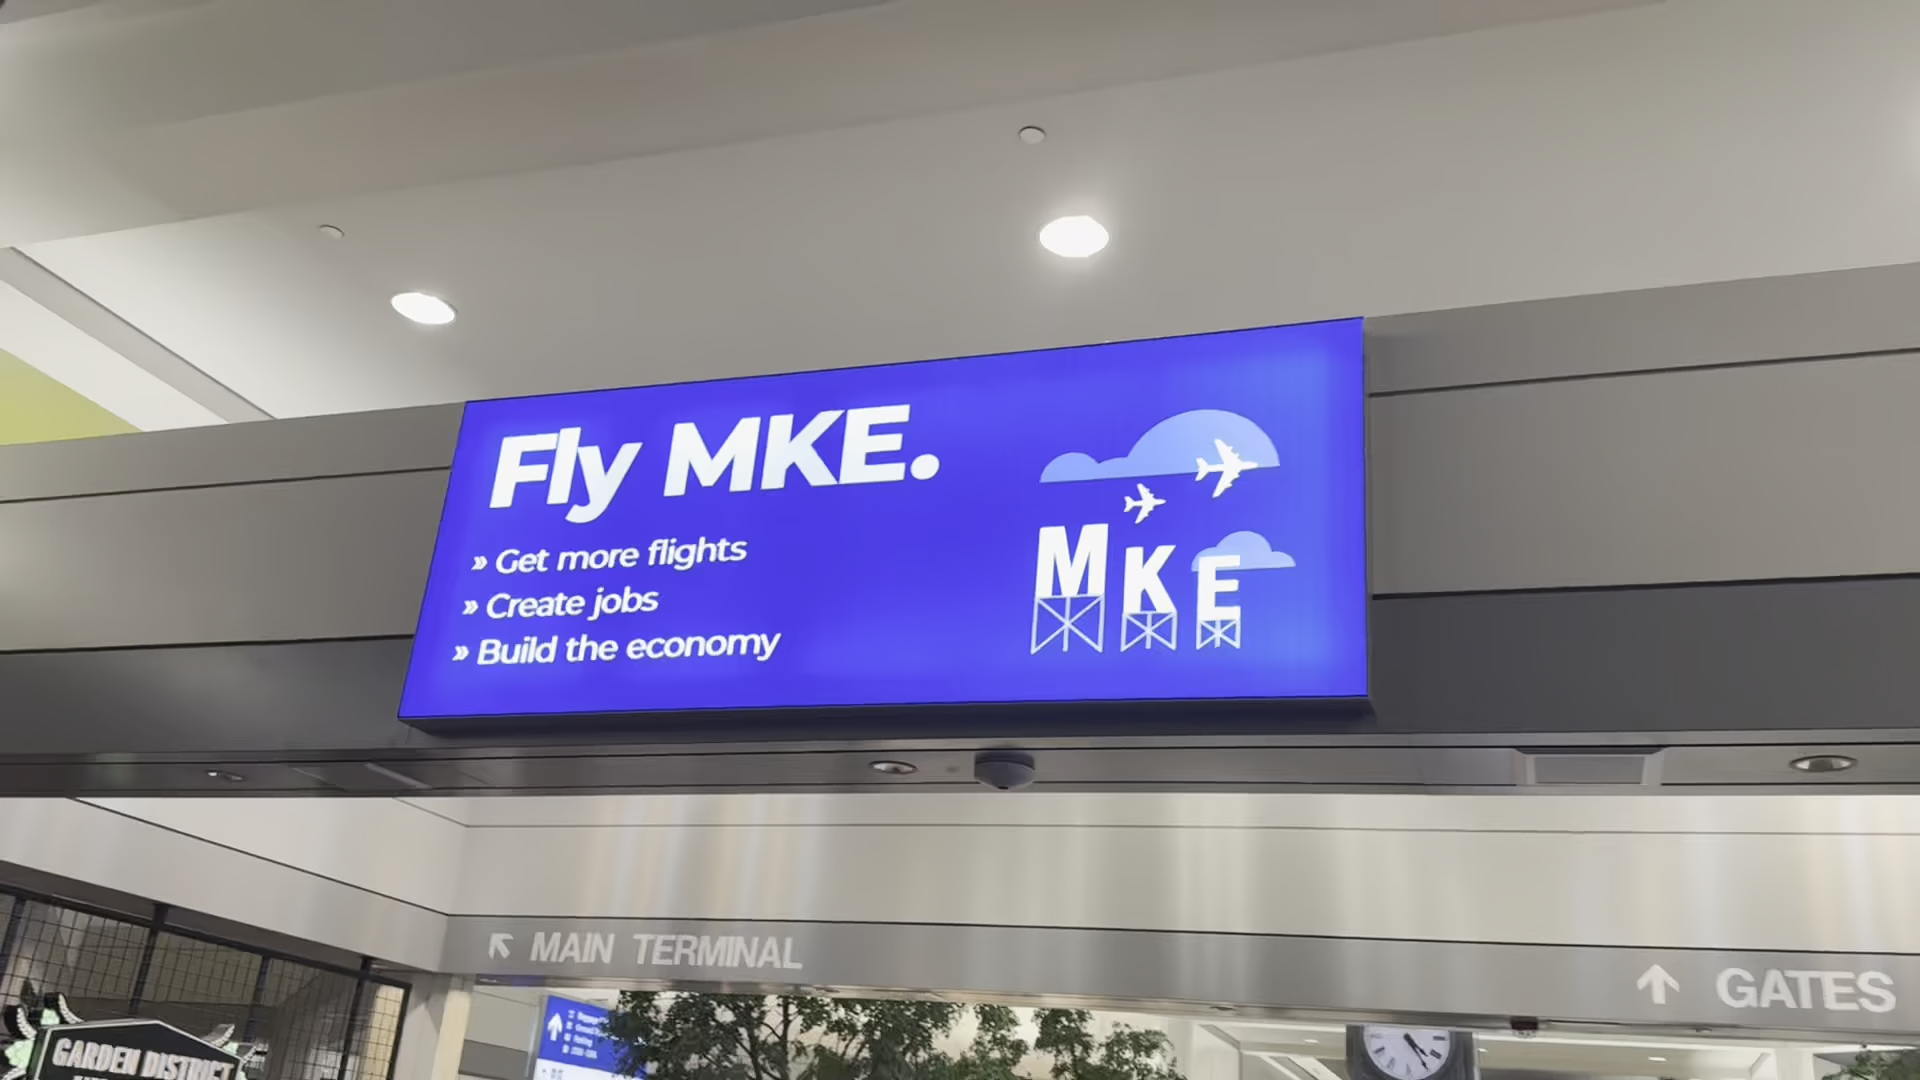 Fly MKE.
» Get more flights
» Create jobs
» Build the economy
MKE
MAIN TERMINAL
GATES
GARDEN DISTRICT